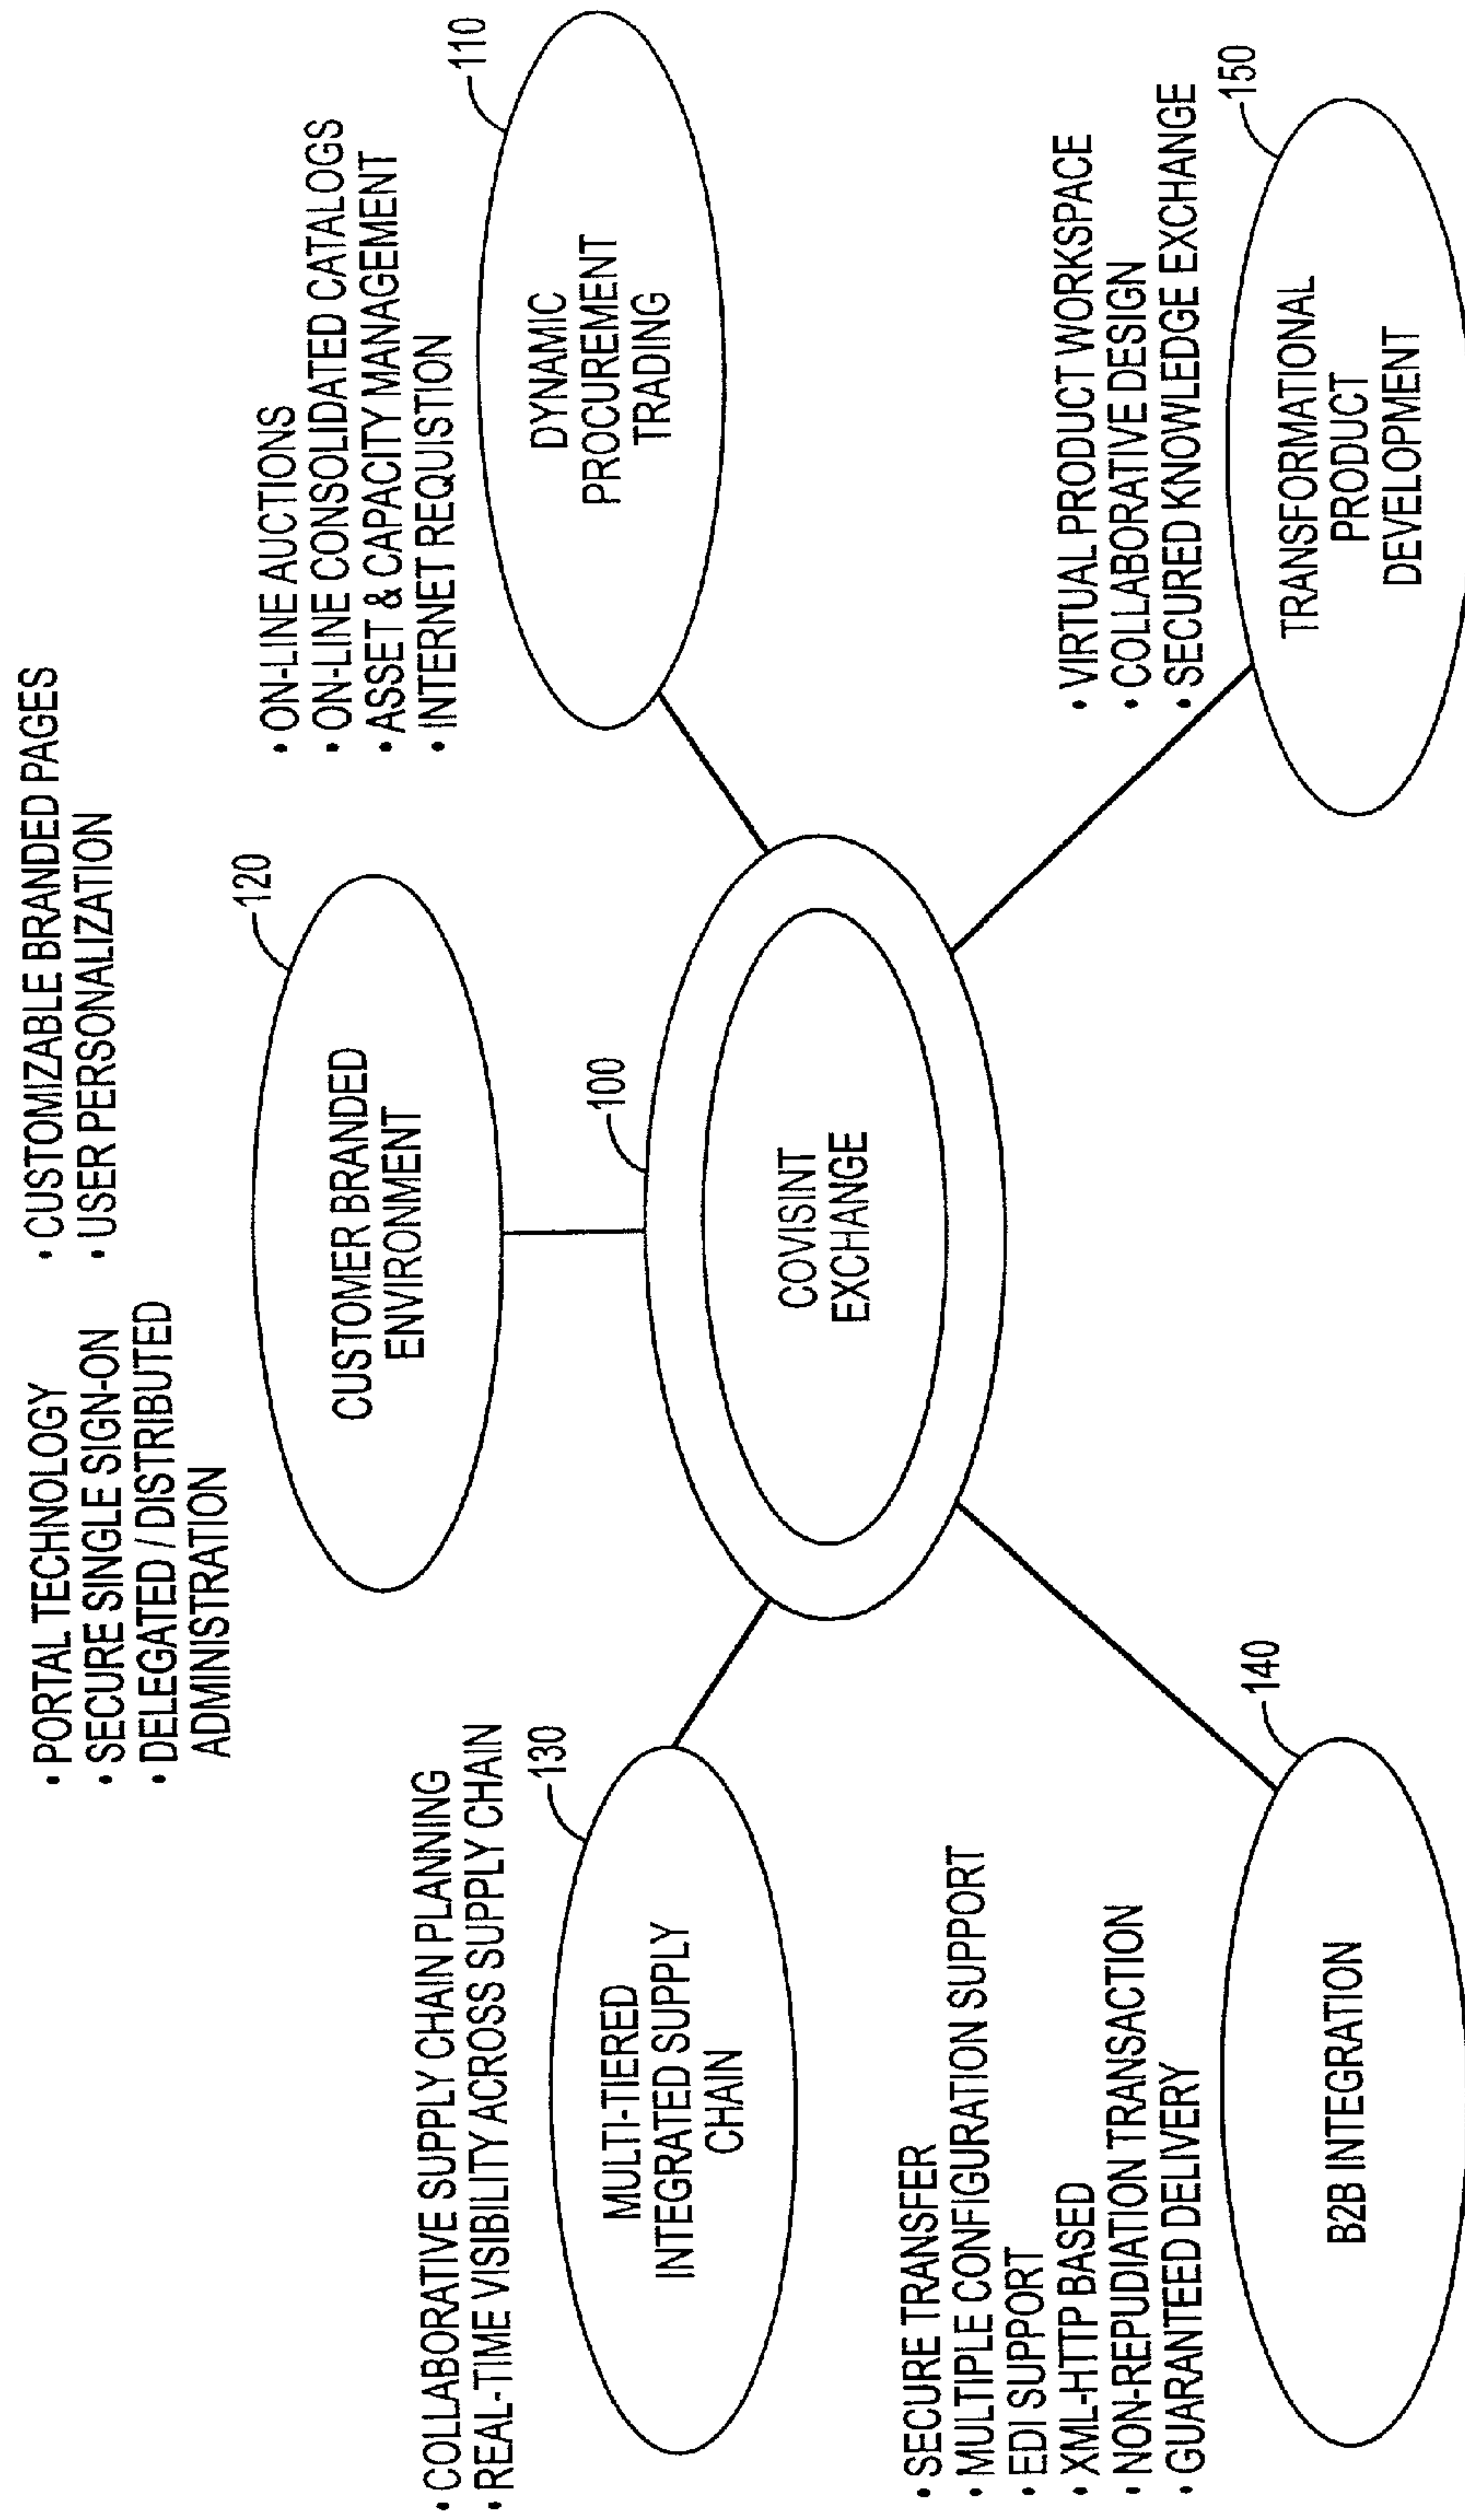 • PORTAL TECHNOLOGY
• SECURE SINGLE SIGN-ON
• DELEGATED / DISTRIBUTED
ADMINISTRATION
• CUSTOMIZABLE BRANDED PAGES
• USER PERSONALIZATION
120
CUSTOMER BRANDED
ENVIRONMENT
• ON-LINE AUCTIONS
• ON-LINE CONSOLIDATED CATALOGS
• ASSET & CAPACITY MANAGEMENT
• INTERNET REQUISTION
110
DYNAMIC
PROCUREMENT
TRADING
• COLLABORATIVE SUPPLY CHAIN PLANNING
• REAL-TIME VISIBILITY ACROSS SUPPLY CHAIN
130
MULTI-TIERED
INTEGRATED SUPPLY
CHAIN
100
COVISINT
EXCHANGE
• SECURE TRANSFER
• MULTIPLE CONFIGURATION SUPPORT
• EDI SUPPORT
• XML-HTTP BASED
• NON-REPUDIATION TRANSACTION
• GUARANTEED DELIVERY
140
B2B INTEGRATION
• VIRTUAL PRODUCT WORKSPACE
• COLLABORATIVE DESIGN
• SECURED KNOWLEDGE EXCHANGE
150
TRANSFORMATIONAL
PRODUCT
DEVELOPMENT